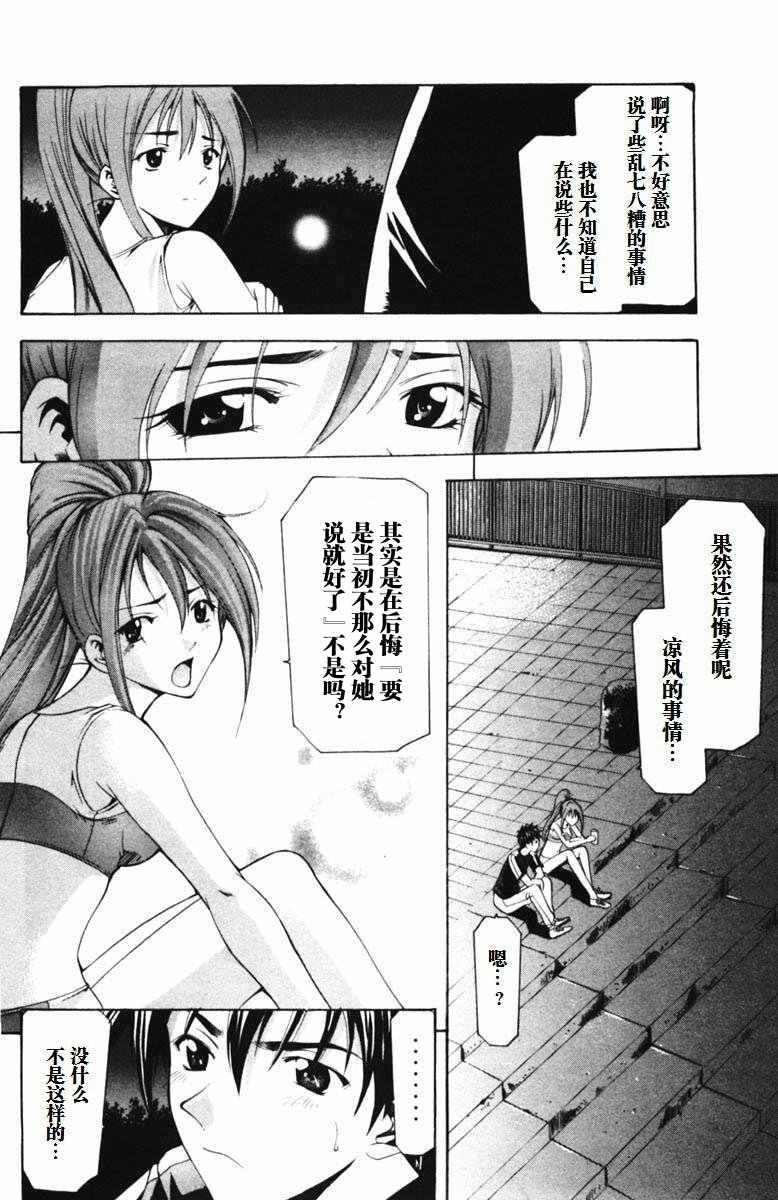 啊呀…不好意思
说了些乱七八糟的事情
我也不知道自己
在说些什么…
果然还后悔着呢
凉风的事情…
嗯…？
其实是在后悔『要
是当初不那么对她
说就好了』不是吗？
……
没什么
不是这样的…